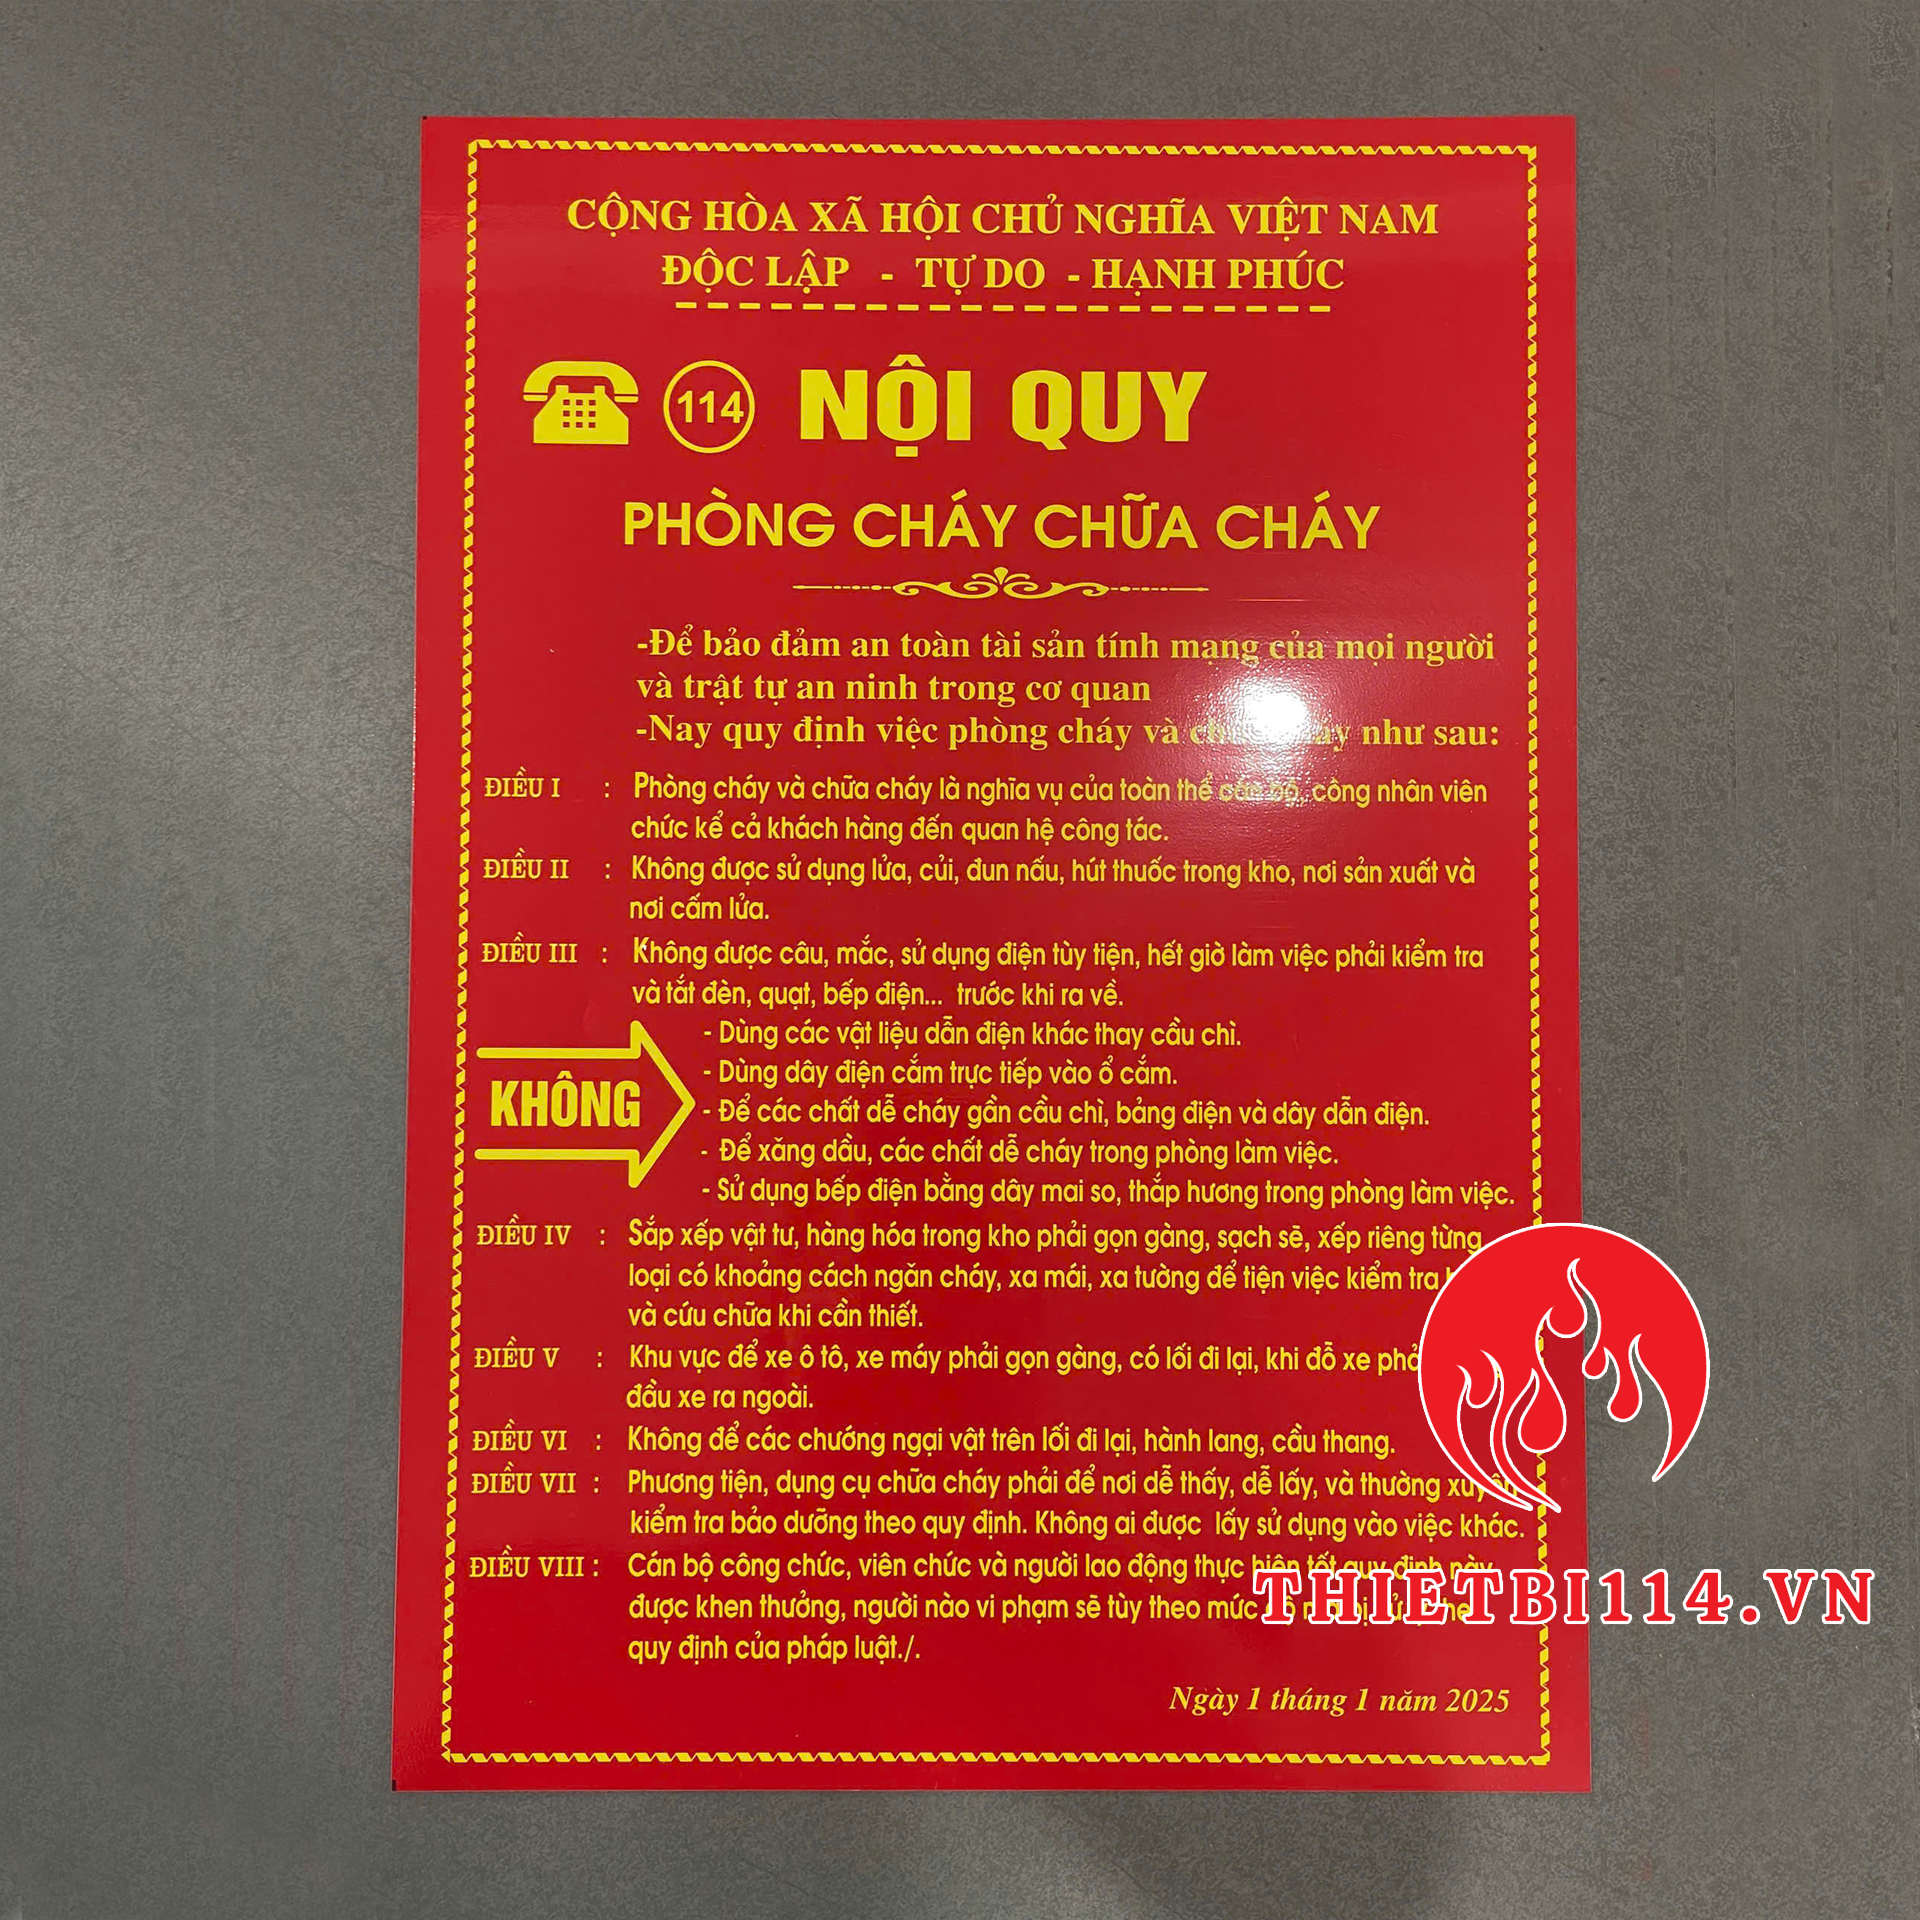 CỘNG HÒA XÃ HỘI CHỦ NGHĨA VIỆT NAM
ĐỘC LẬP - TỰ DO - HẠNH PHÚC
114 NỘI QUY
PHÒNG CHÁY CHỮA CHÁY
-Để bảo đảm an toàn tài sản tính mạng của mọi người
và trật tự an ninh trong cơ quan
-Nay quy định việc phòng cháy và như sau:
ĐIỀU I : Phòng cháy và chữa cháy là nghĩa vụ của toàn thể cán bộ, công nhân viên
chức kể cả khách hàng đến quan hệ công tác.
ĐIỀU II : Không được sử dụng lửa, củi, đun nấu, hút thuốc trong kho, nơi sản xuất và
nơi cấm lửa.
ĐIỀU III : Không được câu, mắc, sử dụng điện tùy tiện, hết giờ làm việc phải kiểm tra
và tắt đèn, quạt, bếp điện... trước khi ra về.
KHÔNG
- Dùng các vật liệu dẫn điện khác thay cầu chì.
- Dùng dây điện cắm trực tiếp vào ổ cắm.
- Để các chất dễ cháy gần cầu chì, bảng điện và dây dẫn điện.
- Để xăng dầu, các chất dễ cháy trong phòng làm việc.
- Sử dụng bếp điện bằng dây mai so, thắp hương trong phòng làm việc.
ĐIỀU IV : Sắp xếp vật tư, hàng hóa trong kho phải gọn gàng, sạch sẽ, xếp riêng từng
loại có khoảng cách ngăn cháy, xa mái, xa tường để tiện việc kiểm tra
và cứu chữa khi cần thiết.
ĐIỀU V : Khu vực để xe ô tô, xe máy phải gọn gàng, có lối đi lại, khi đỗ xe
đầu xe ra ngoài.
ĐIỀU VI : Không để các chướng ngại vật trên lối đi lại, hành lang, cầu thang.
ĐIỀU VII : Phương tiện, dụng cụ chữa cháy phải để nơi dễ thấy, dễ lấy, và thường xuyên
kiểm tra bảo dưỡng theo quy định. Không ai được lấy sử dụng vào việc khác.
ĐIỀU VIII : Cán bộ công chức, viên chức và người lao động thực hiện tốt quy định này
được khen thưởng, người nào vi phạm sẽ tùy theo mức
quy định của pháp luật./.
Ngày 1 tháng 1 năm 2025
THIETBI114.VN